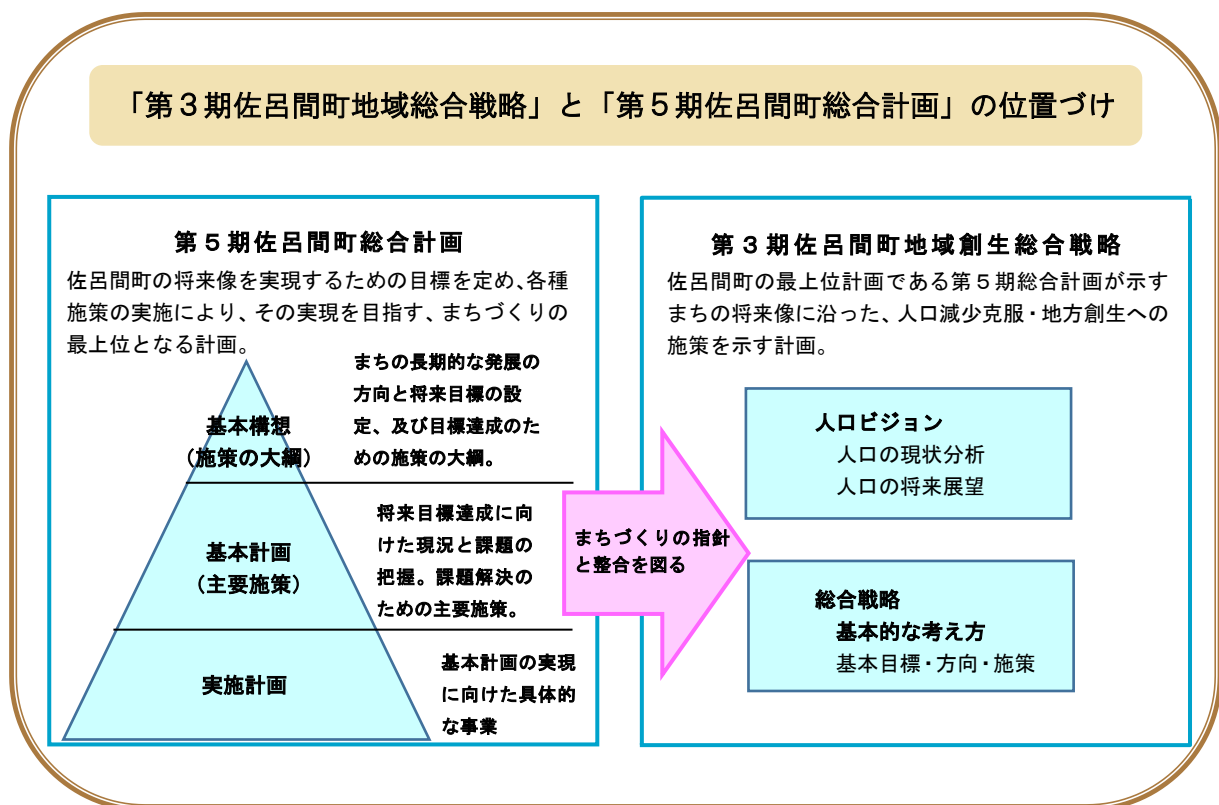 「第３期佐呂間町地域総合戦略」と「第５期佐呂間町総合計画」の位置づけ
第５期佐呂間町総合計画
佐呂間町の将来像を実現するための目標を定め、各種
施策の実施により、その実現を目指す、まちづくりの
最上位となる計画。
基本構想
（施策の大綱）
まちの長期的な発展の
方向と将来目標の設
定、及び目標達成のた
めの施策の大綱。
基本計画
（主要施策）
将来目標達成に向
けた現況と課題の
把握。課題解決の
ための主要施策。
実施計画
基本計画の実現
に向けた具体的
な事業
まちづくりの指針
と整合を図る
第３期佐呂間町地域創生総合戦略
佐呂間町の最上位計画である第５期総合計画が示す
まちの将来像に沿った、人口減少克服・地方創生への
施策を示す計画。
人口ビジョン
人口の現状分析
人口の将来展望
総合戦略
基本的な考え方
基本目標・方向・施策